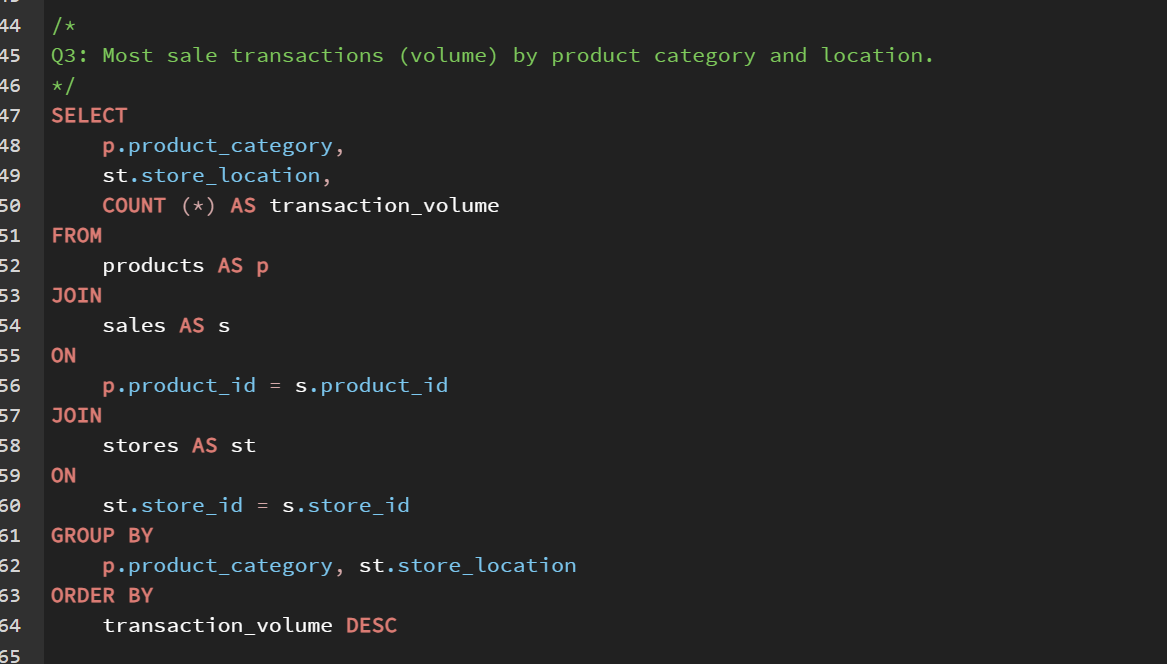 44 /*
45 Q3: Most sale transactions (volume) by product category and location.
46 */
47 SELECT
48     p.product_category,
49     st.store_location,
50     COUNT (*) AS transaction_volume
51 FROM
52     products AS p
53 JOIN
54     sales AS s
55 ON
56     p.product_id = s.product_id
57 JOIN
58     stores AS st
59 ON
60     st.store_id = s.store_id
61 GROUP BY
62     p.product_category, st.store_location
63 ORDER BY
64     transaction_volume DESC
65